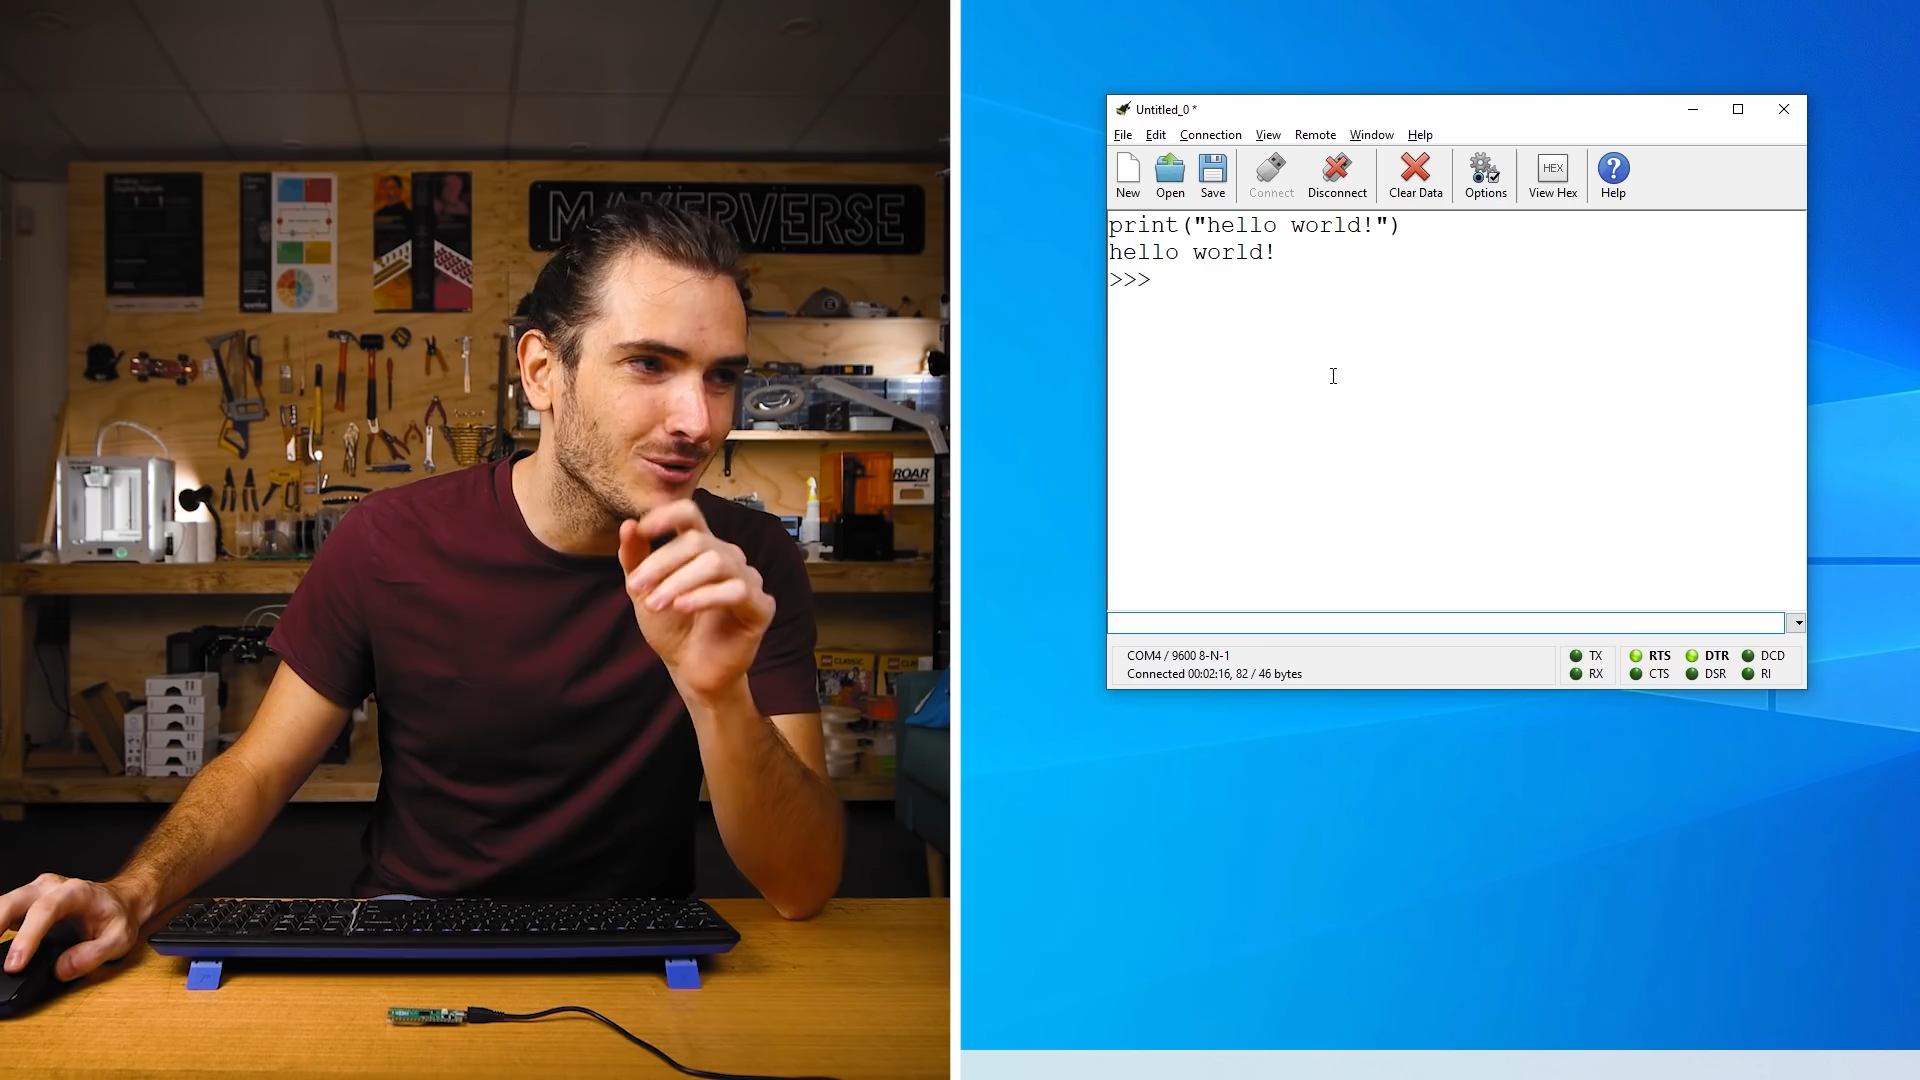 MAKERVERSE
ROAR
CLASSIC
Untitled_0 *
File Edit Connection View Remote Window Help
New Open Save Connect Disconnect Clear Data Options HEX View Hex ? Help
print("hello world!")
hello world!
>>>
COM4 / 9600 8-N-1
Connected 00:02:16, 82 / 46 bytes
TX RTS DTR DCD
RX CTS DSR RI